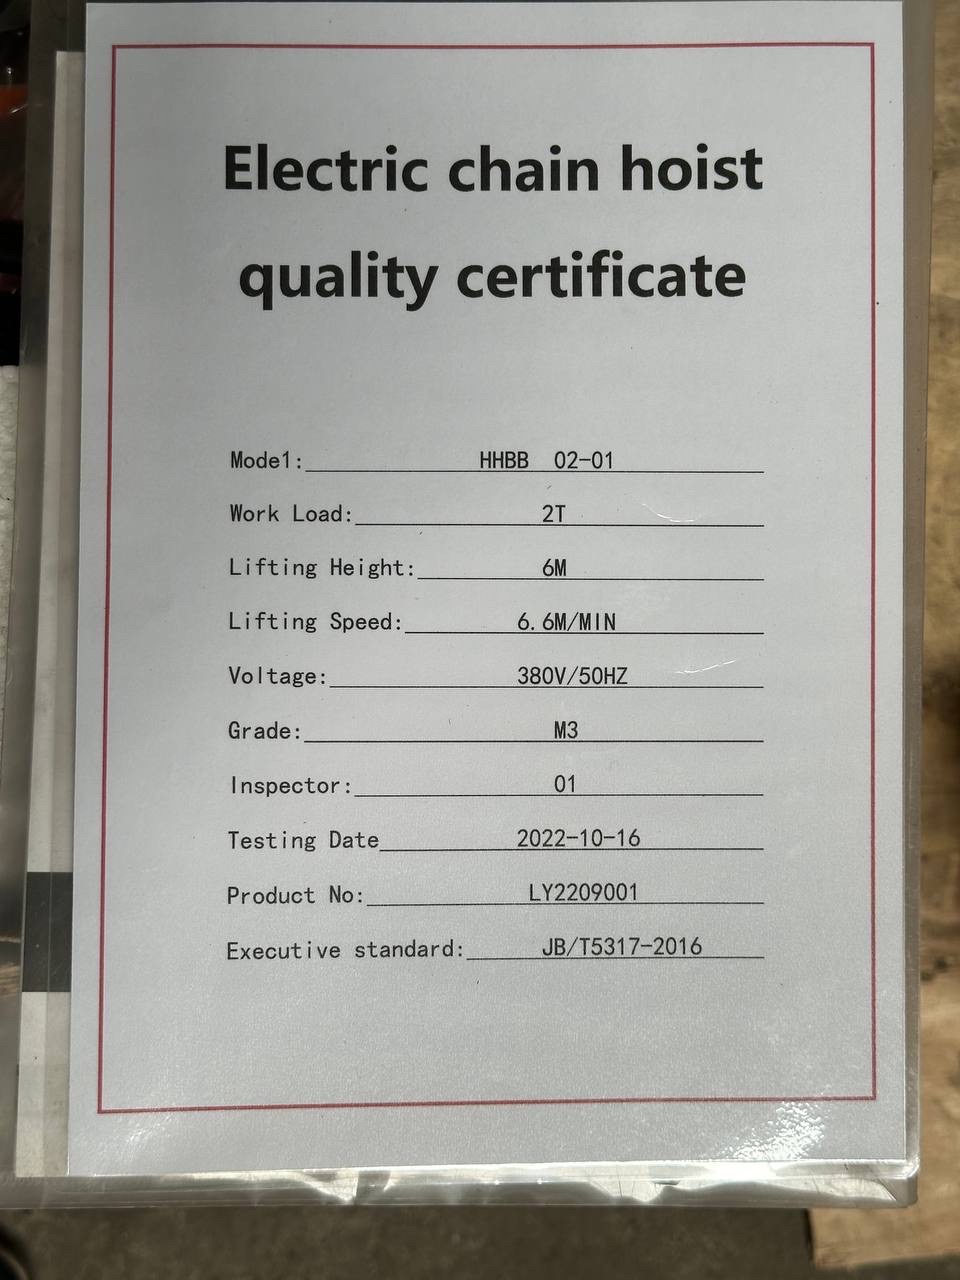 Electric chain hoist
quality certificate
Model: HHBB 02-01
Work Load: 2T
Lifting Height: 6M
Lifting Speed: 6.6M/MIN
Voltage: 380V/50HZ
Grade: M3
Inspector: 01
Testing Date 2022-10-16
Product No: LY2209001
Executive standard: JB/T5317-2016